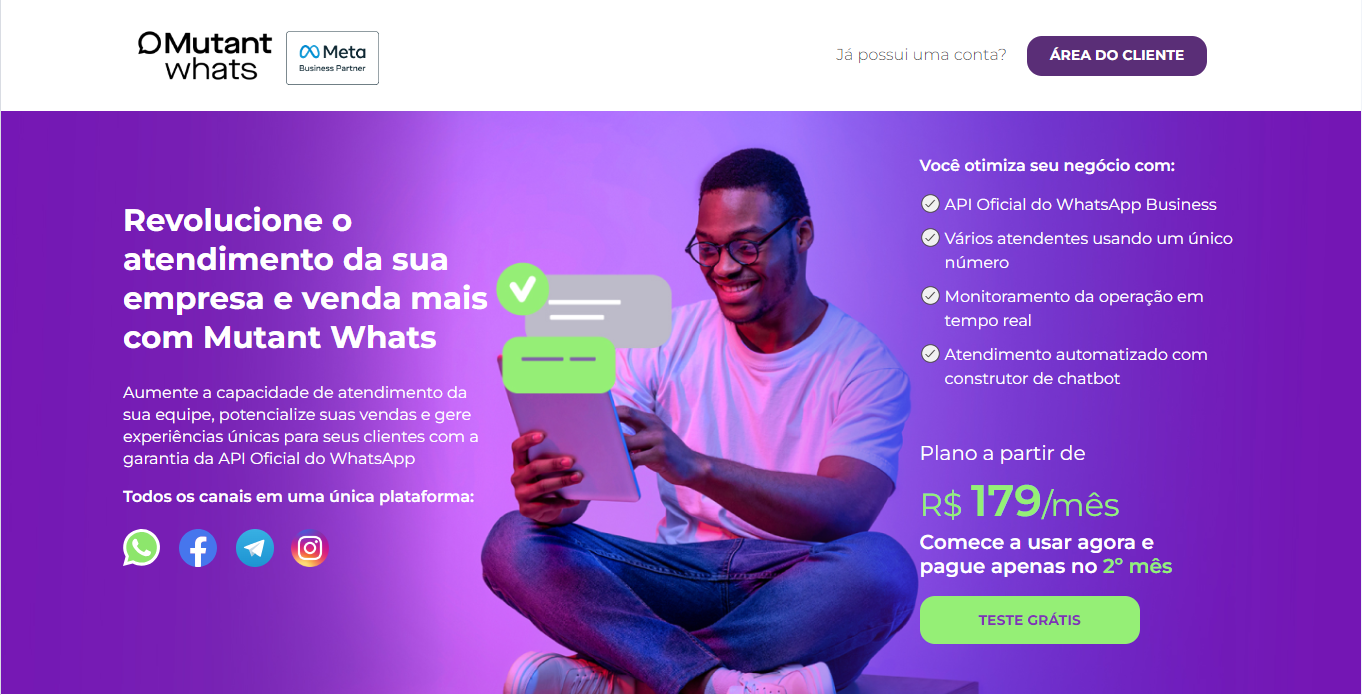 Mutant
whats
Meta
Business Partner
Já possui uma conta?
ÁREA DO CLIENTE
Revolucione o
atendimento da sua
empresa e venda mais
com Mutant Whats
Aumente a capacidade de atendimento da
sua equipe, potencialize suas vendas e gere
experiências únicas para seus clientes com a
garantia da API Oficial do WhatsApp
Todos os canais em uma única plataforma:
Você otimiza seu negócio com:
API Oficial do WhatsApp Business
Vários atendentes usando um único
número
Monitoramento da operação em
tempo real
Atendimento automatizado com
construtor de chatbot
Plano a partir de
R$ 179/mês
Comece a usar agora e
pague apenas no 2º mês
TESTE GRÁTIS